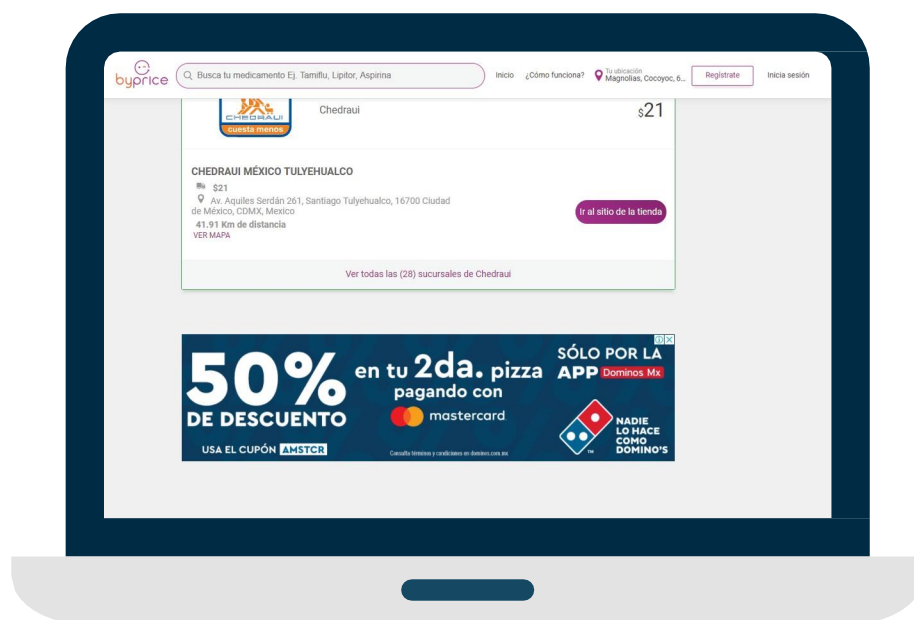 byprice
Busca tu medicamento Ej. Tamiflu, Lipitor, Aspirina
Inicio
¿Cómo funciona?
Tu ubicación
Magnolias, Cocoyoc, 6...
Regístrate
Inicia sesión
CHEDRAUI
cuesta menos
Chedraui
$21
CHEDRAUI MÉXICO TULYEHUALCO
$21
Av. Aquiles Serdán 261, Santiago Tulyehualco, 16700 Ciudad
de México, CDMX, Mexico
41.91 Km de distancia
VER MAPA
Ir al sitio de la tienda
Ver todas las (28) sucursales de Chedraui
50%
DE DESCUENTO
USA EL CUPÓN AMSTCR
en tu 2da. pizza
pagando con
mastercard
Consulta términos y condiciones en dominos.com.mx
SÓLO POR LA
APP Dominos Mx
NADIE
LO HACE
COMO
DOMINO'S
TM